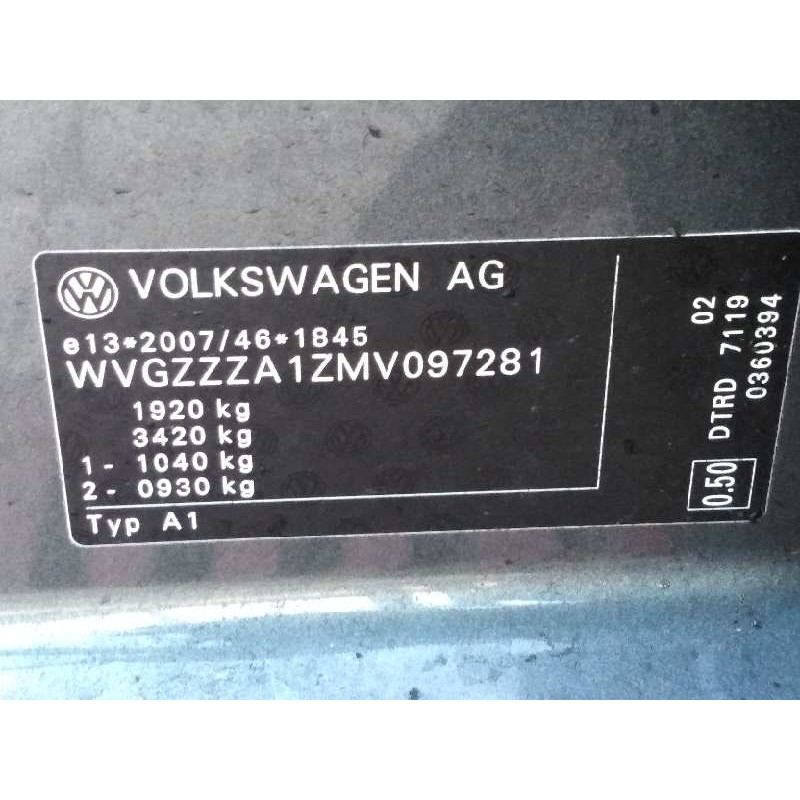 VOLKSWAGEN AG
e13*2007/46*1845
WVGZZZA1ZMV097281
1920 kg
3420 kg
1- 1040 kg
2- 0930 kg
Typ A1
02
DTRD 7119
0360394
0.50